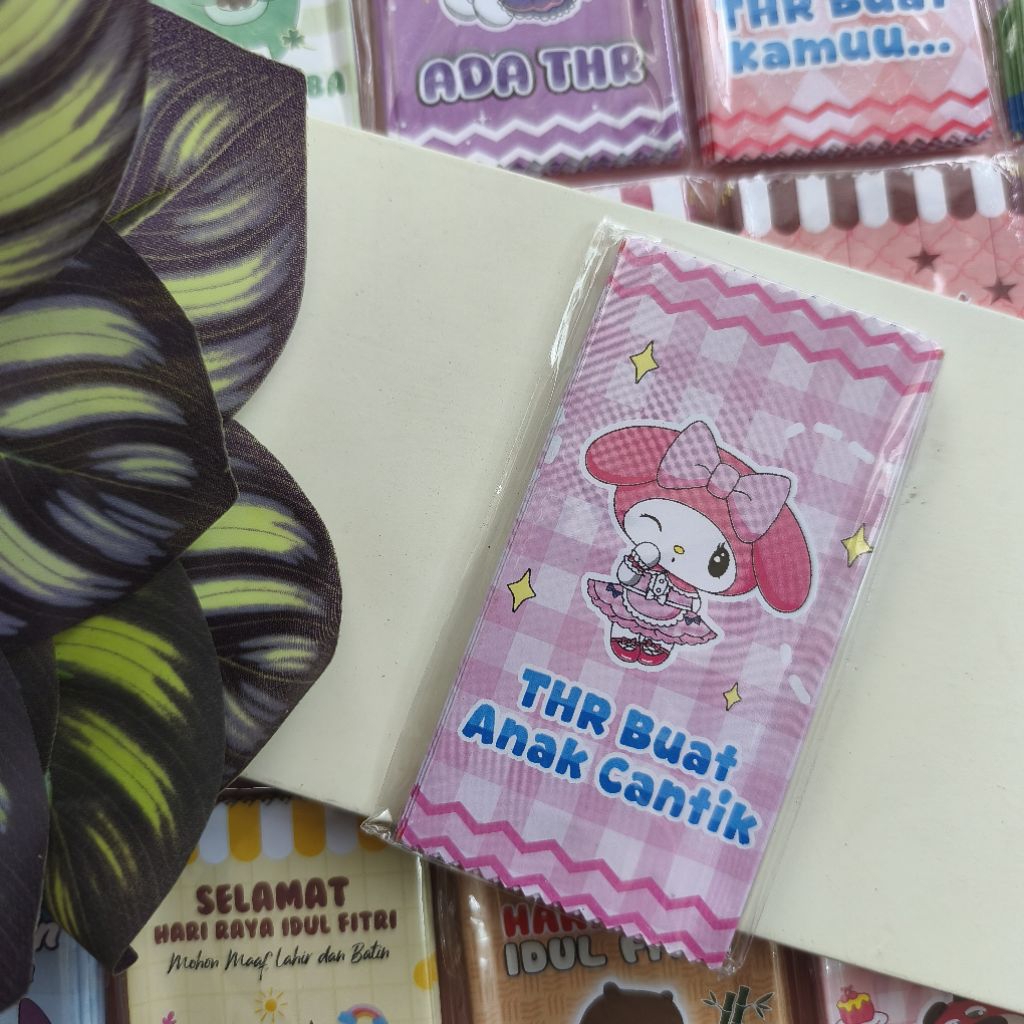 BA
ADA THR
THR Buat
Kamuu...
THR Buat
Anak Cantik
SELAMAT
HARI RAYA IDUL FITRI
Mohon Maaf Lahir dan Batin
IDUL